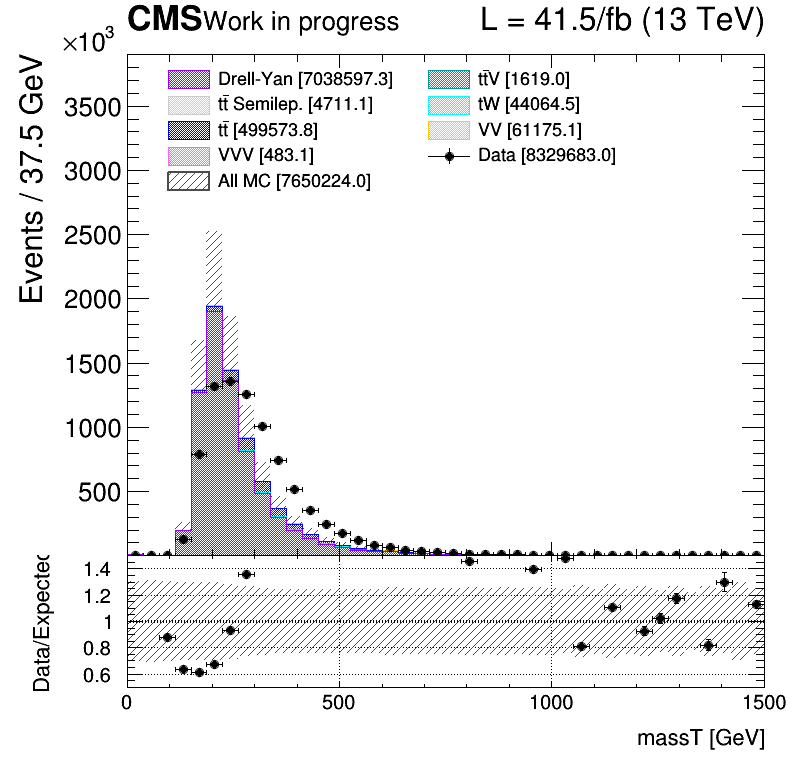 CMS Work in progress L = 41.5/fb (13 TeV)
×10³
Events / 37.5 GeV
Drell-Yan [7038597.3]
tt̄ Semilep. [4711.1]
tt̄ [499573.8]
VVV [483.1]
All MC [7650224.0]
tt̄V [1619.0]
tW [44064.5]
VV [61175.1]
Data [8329683.0]
3500
3000
2500
2000
1500
1000
500
Data/Expected
1.4
1.2
1
0.8
0.6
0 500 1000 1500
massT [GeV]